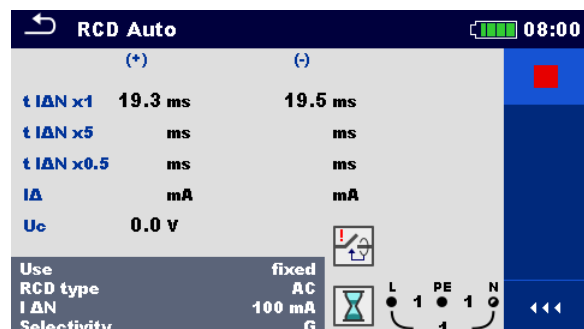 RCD Auto 08:00
(+) (-)
t IΔN x1 19.3 ms 19.5 ms
t IΔN x5 ms ms
t IΔN x0.5 ms ms
IΔ mA mA
Uc 0.0 V
Use fixed
RCD type AC
I ΔN 100 mA
Selectivity G
L PE N
1 1
1